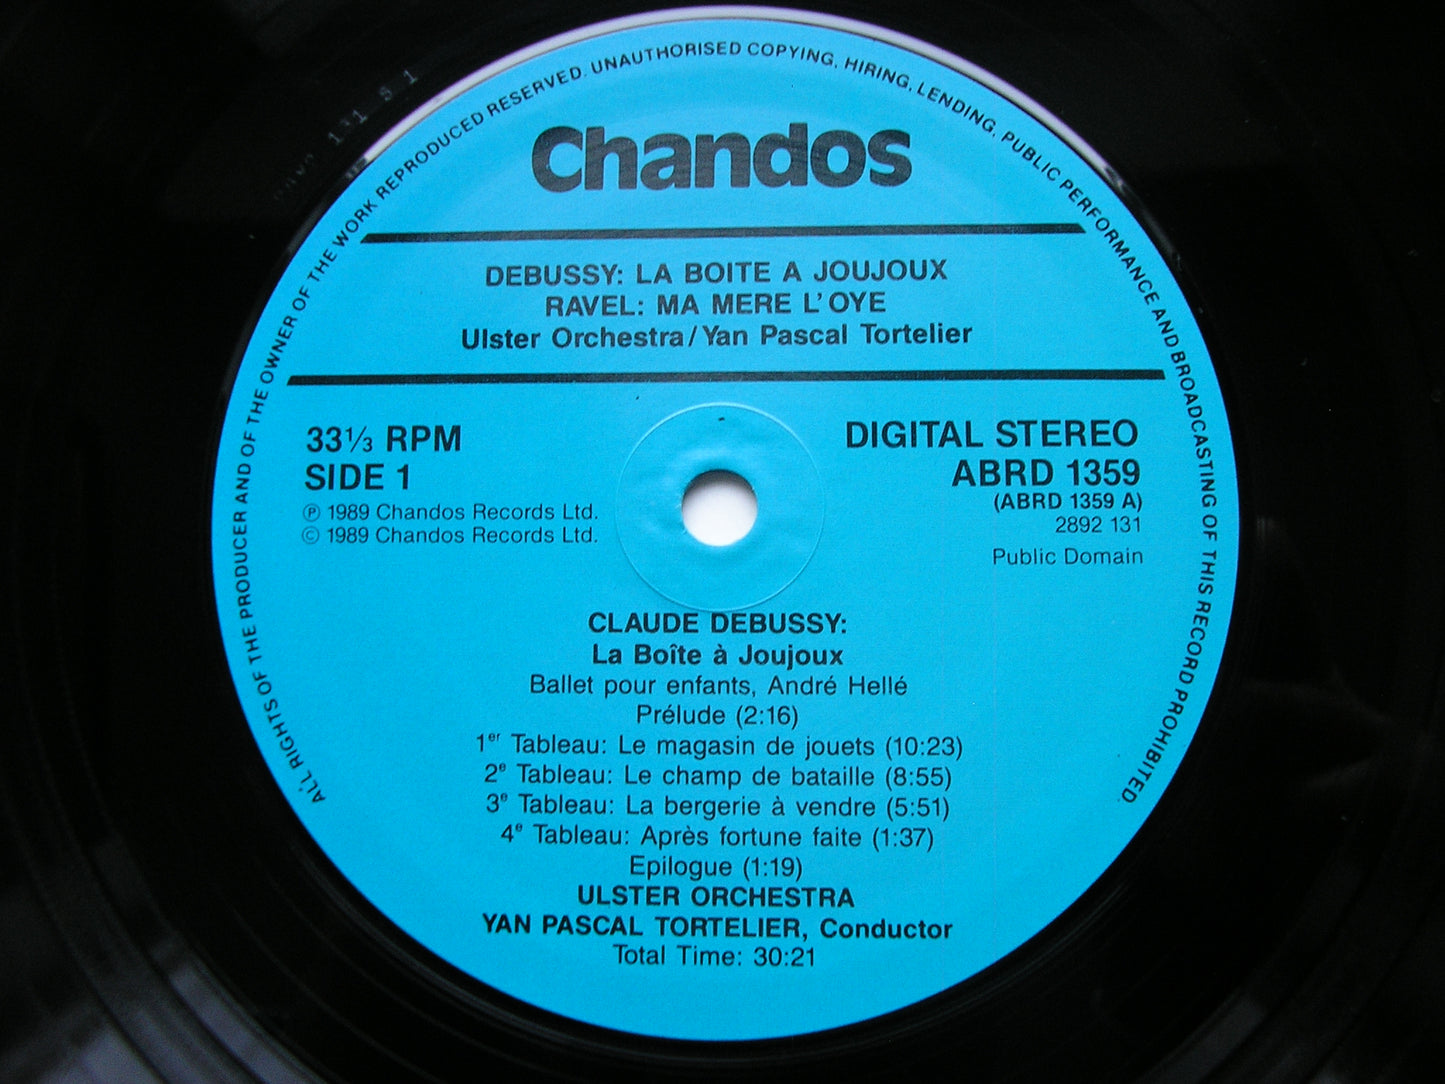 ALL RIGHTS OF THE PRODUCER AND OF THE OWNER OF THE WORK REPRODUCED RESERVED. UNAUTHORISED COPYING, HIRING, LENDING, PUBLIC PERFORMANCE AND BROADCASTING OF THIS RECORD PROHIBITED.
Chandos
DEBUSSY: LA BOITE A JOUJOUX
RAVEL: MA MERE L'OYE
Ulster Orchestra/Yan Pascal Tortelier
33⅓ RPM
SIDE 1
℗ 1989 Chandos Records Ltd.
© 1989 Chandos Records Ltd.
DIGITAL STEREO
ABRD 1359
(ABRD 1359 A)
2892 131
Public Domain
CLAUDE DEBUSSY:
La Boîte à Joujoux
Ballet pour enfants, André Hellé
Prélude (2:16)
1er Tableau: Le magasin de jouets (10:23)
2e Tableau: Le champ de bataille (8:55)
3e Tableau: La bergerie à vendre (5:51)
4e Tableau: Après fortune faite (1:37)
Epilogue (1:19)
ULSTER ORCHESTRA
YAN PASCAL TORTELIER, Conductor
Total Time: 30:21